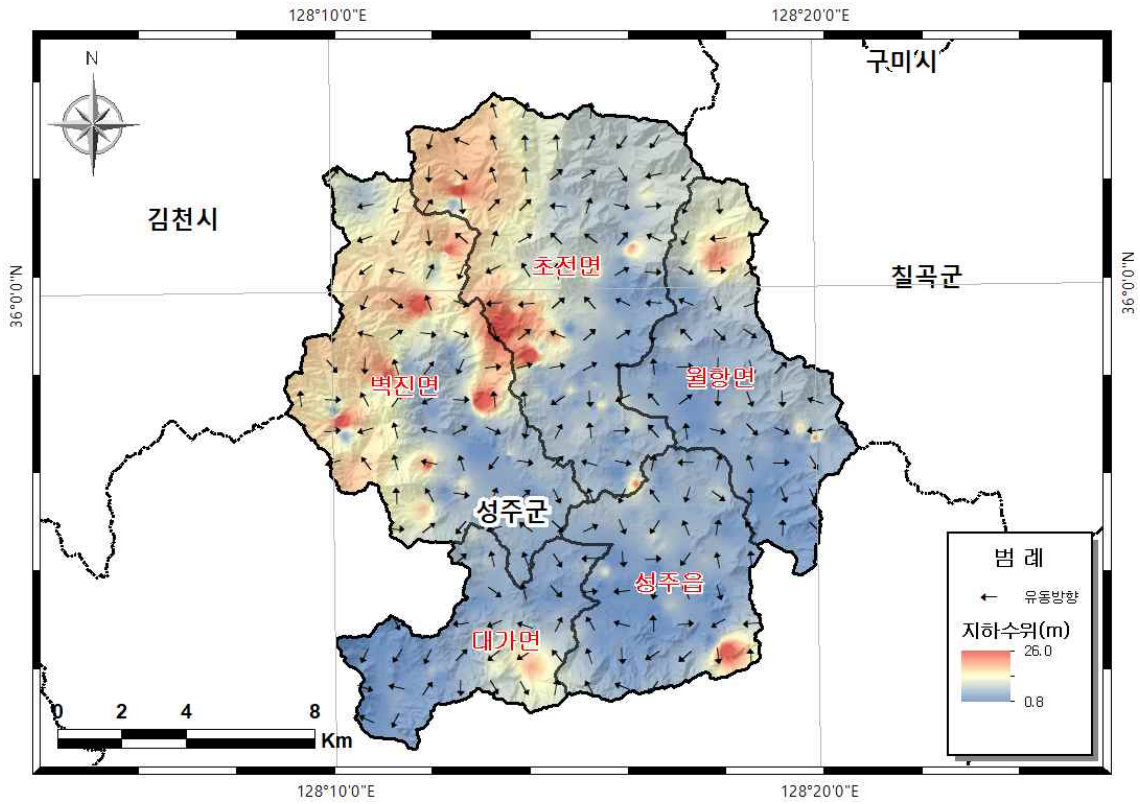 128°10'0"E
128°20'0"E
N
구미시
김천시
초전면
칠곡군
36°0'0"N
36°0'0"N
벽진면
월항면
성주군
성주읍
대가면
범 례
유동방향
지하수위(m)
26.0
0.8
0 2 4 8
Km
128°10'0"E
128°20'0"E